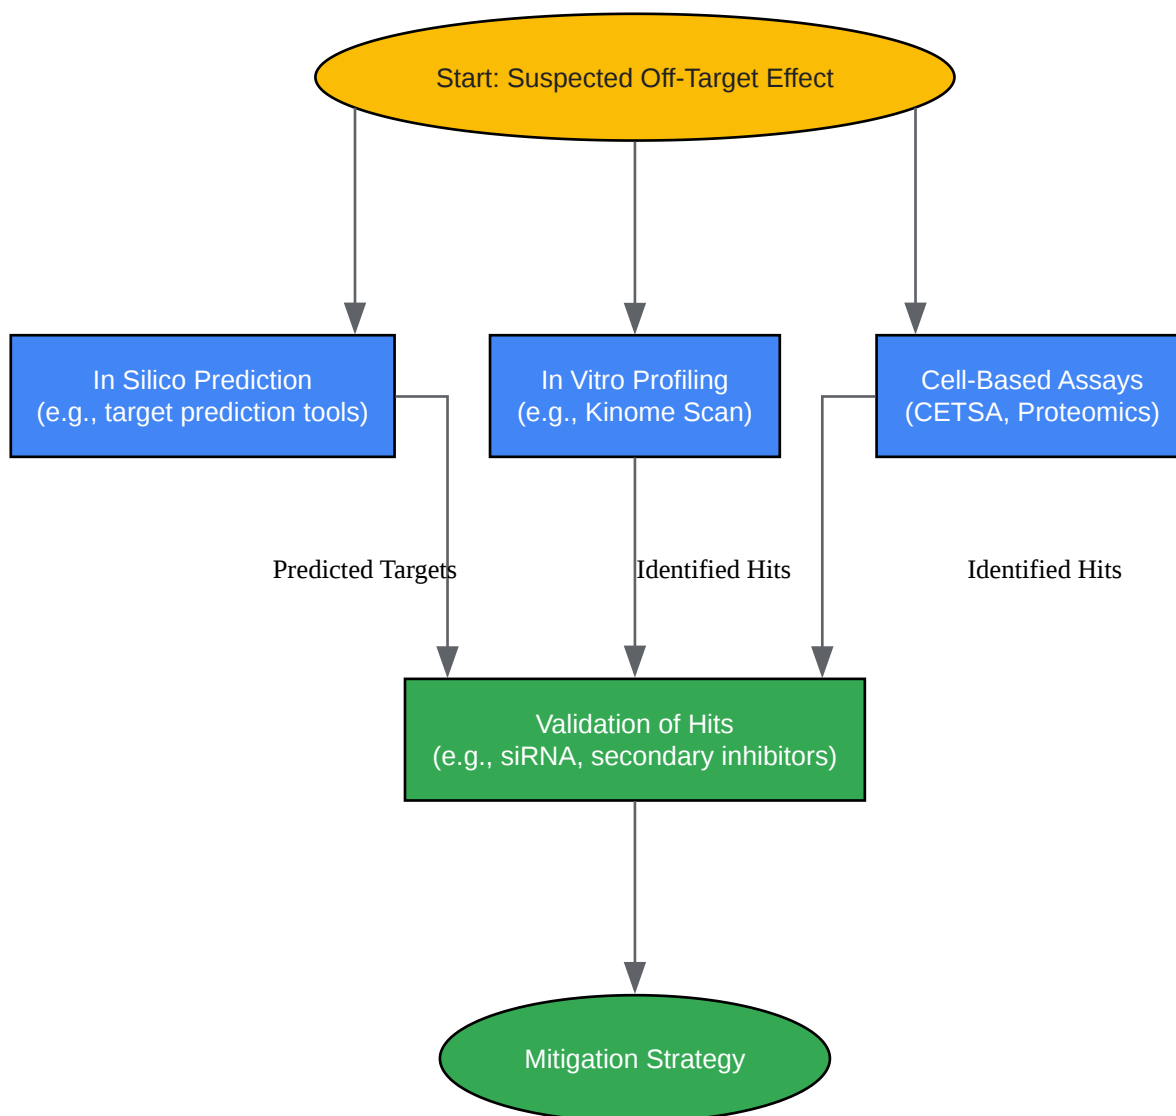 Start: Suspected Off-Target Effect
In Silico Prediction
(e.g., target prediction tools)
In Vitro Profiling
(e.g., Kinome Scan)
Cell-Based Assays
(CETSA, Proteomics)
Predicted Targets
Identified Hits
Identified Hits
Validation of Hits
(e.g., siRNA, secondary inhibitors)
Mitigation Strategy